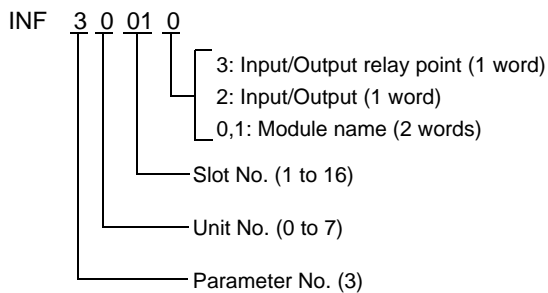 INF 3 0 01 0
3: Input/Output relay point (1 word)
2: Input/Output (1 word)
0,1: Module name (2 words)
Slot No. (1 to 16)
Unit No. (0 to 7)
Parameter No. (3)